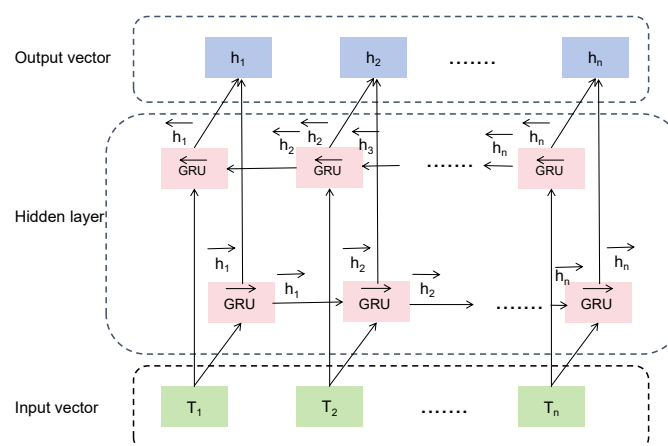 Output vector
h1
h2
.......
hn
h1
h2
h2
h3
hn
hn
GRU
GRU
.......
GRU
Hidden layer
h1
h1
h2
h2
hn
hn
GRU
GRU
.......
GRU
Input vector
T1
T2
.......
Tn